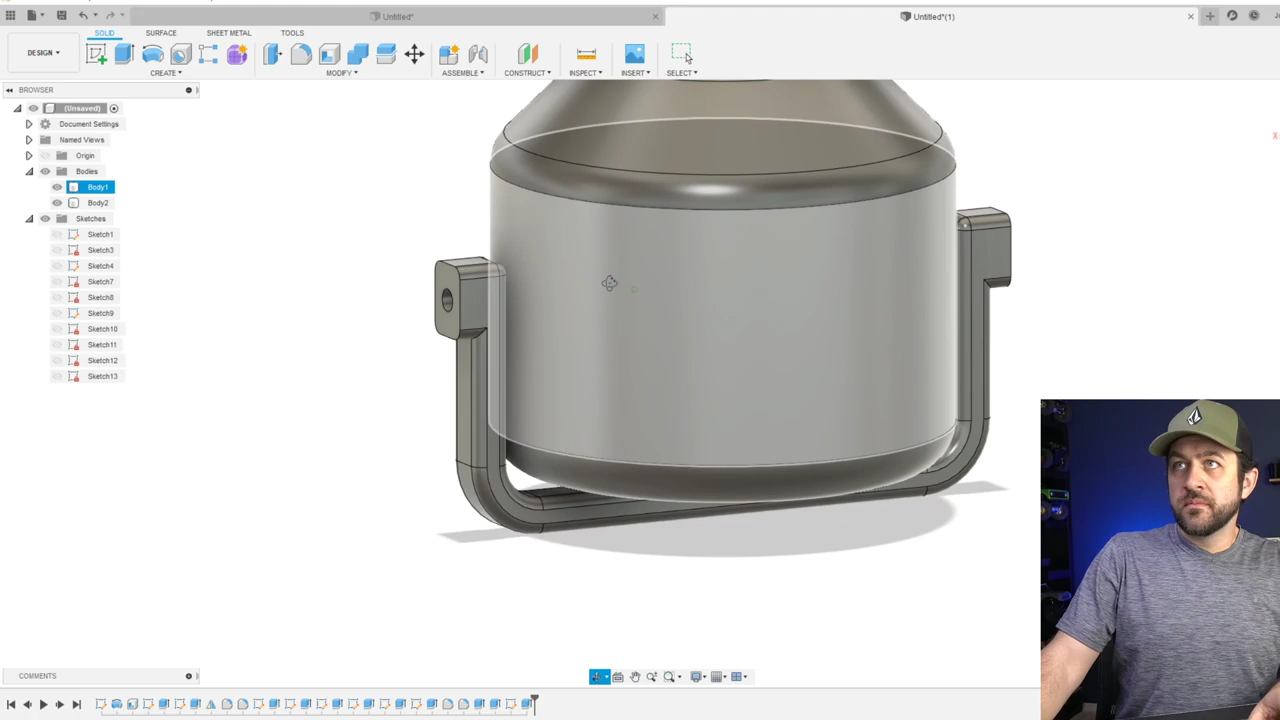 Untitled*
Untitled*(1)
DESIGN
SOLID
SURFACE
SHEET METAL
TOOLS
CREATE
MODIFY
ASSEMBLE
CONSTRUCT
INSPECT
INSERT
SELECT
BROWSER
(Unsaved)
Document Settings
Named Views
Origin
Bodies
Body1
Body2
Sketches
Sketch1
Sketch3
Sketch4
Sketch7
Sketch8
Sketch9
Sketch10
Sketch11
Sketch12
Sketch13
COMMENTS